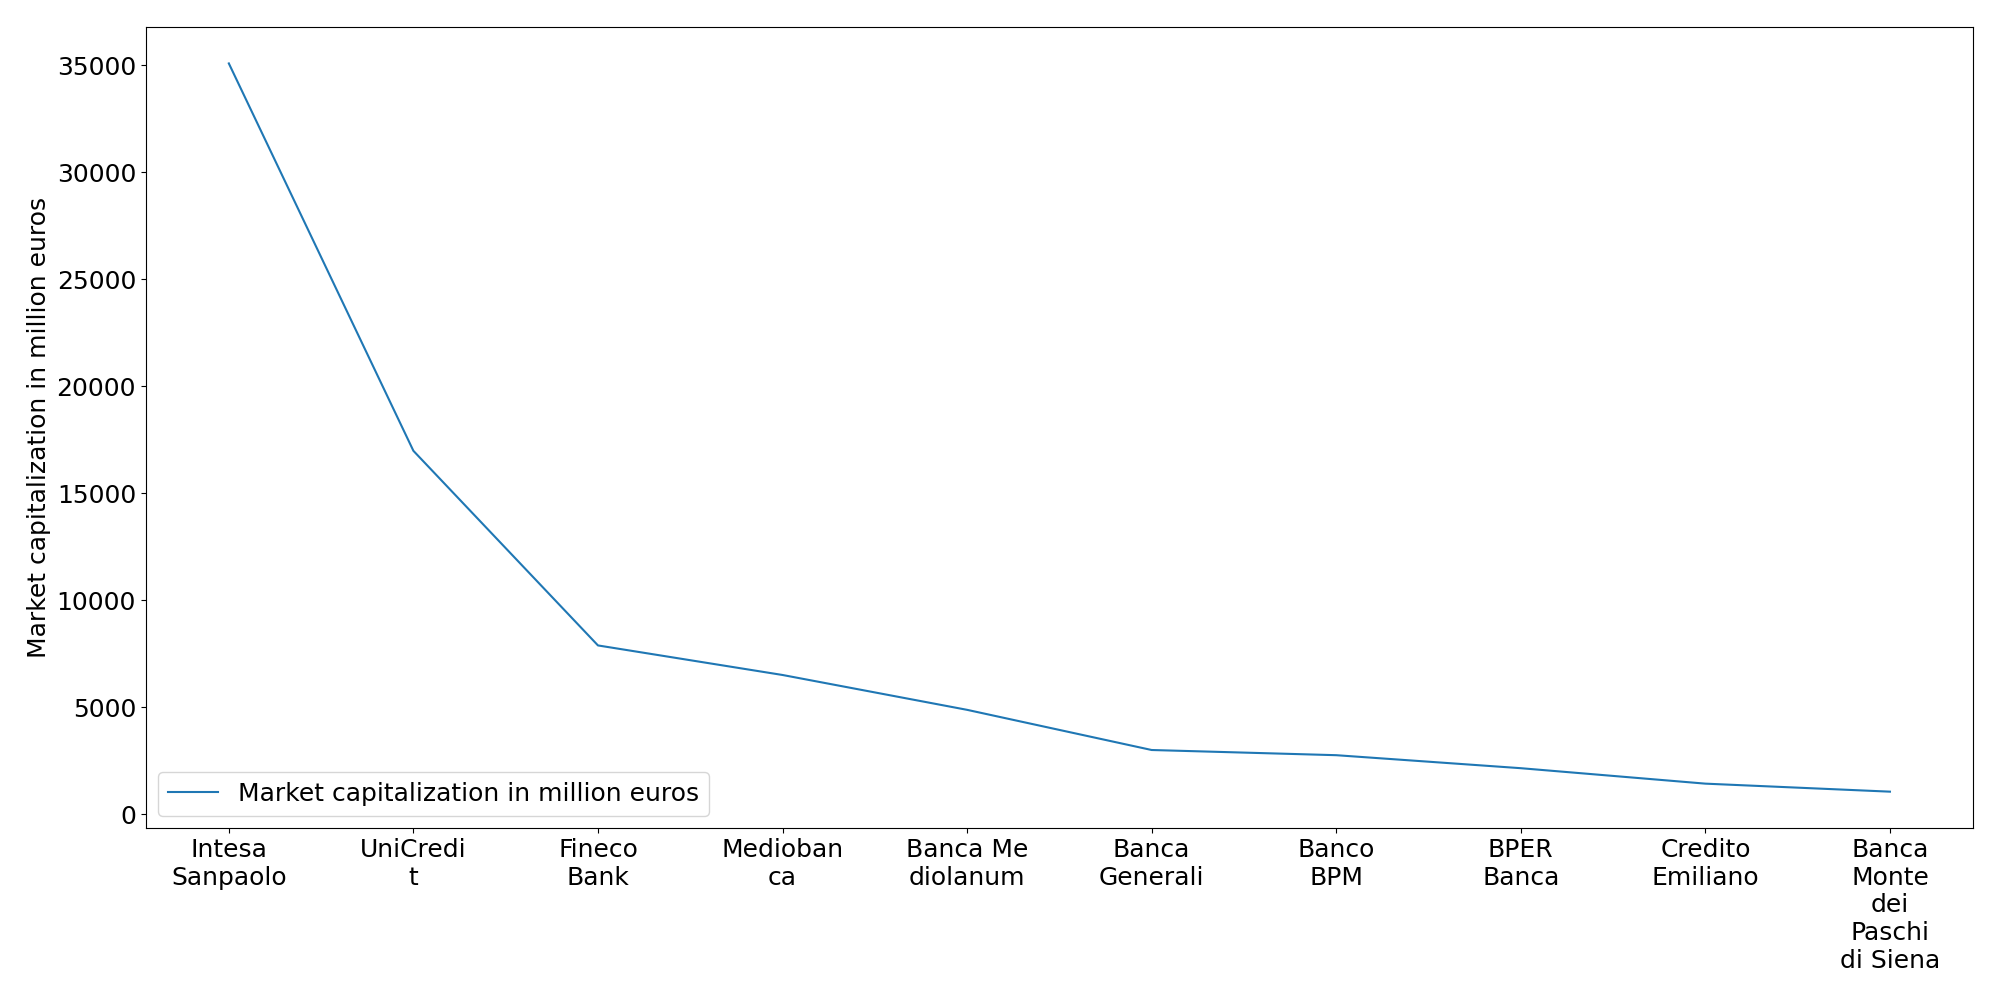 Market capitalization in million euros
35000
30000
25000
20000
15000
10000
5000
0
Market capitalization in million euros
Intesa
Sanpaolo
UniCredi
t
Fineco
Bank
Medioban
ca
Banca Me
diolanum
Banca
Generali
Banco
BPM
BPER
Banca
Credito
Emiliano
Banca
Monte
dei
Paschi
di Siena